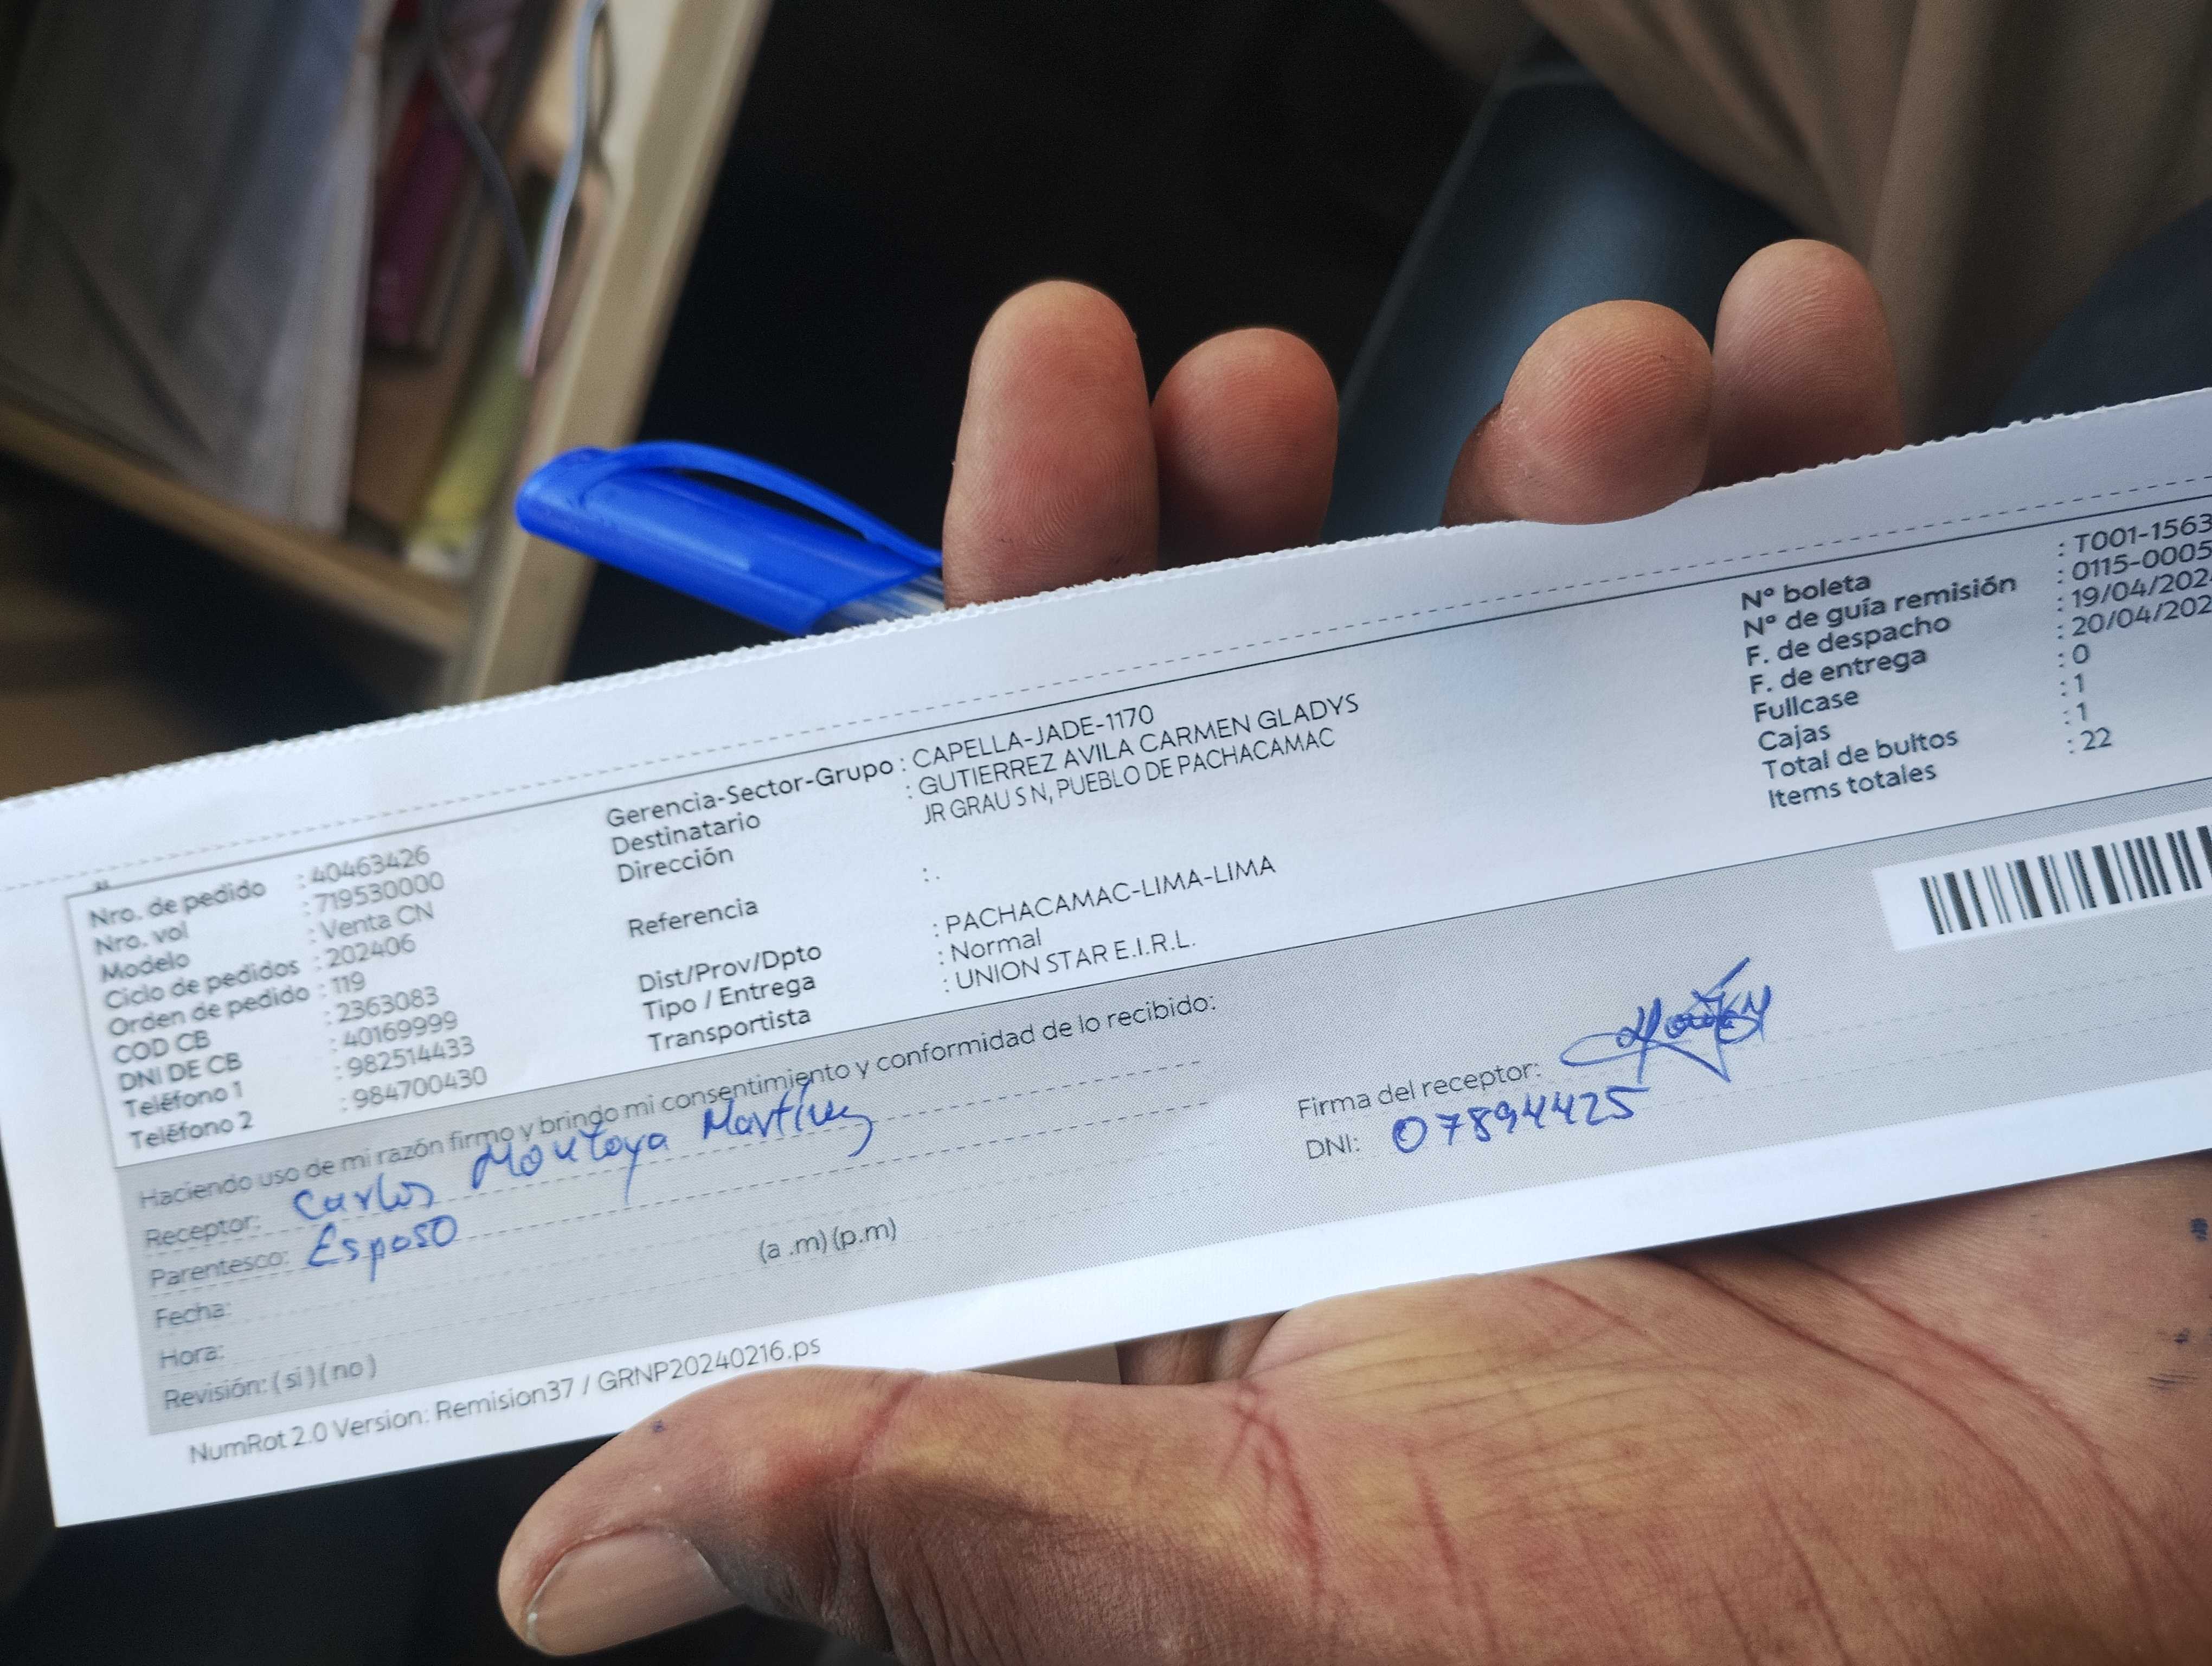 Nro. de pedido : 40463426
Nro. vol : 719530000
Modelo : Venta CN
Ciclo de pedidos : 202406
Orden de pedido : 119
COD CB : 2363083
DNI DE CB : 40169999
Teléfono 1 : 982514433
Teléfono 2 : 984700430
Gerencia-Sector-Grupo : CAPELLA-JADE-1170
Destinatario : GUTIERREZ AVILA CARMEN GLADYS
Dirección JR GRAU S N, PUEBLO DE PACHACAMAC
Referencia : .
Dist/Prov/Dpto : PACHACAMAC-LIMA-LIMA
Tipo / Entrega : Normal
Transportista : UNION STAR E.I.R.L.
Nº boleta : T001-1563
Nº de guía remisión : 0115-0005
F. de despacho : 19/04/202
F. de entrega : 20/04/202
Fullcase : 0
Cajas : 1
Total de bultos : 1
Items totales : 22
Haciendo uso de mi razón firmo y brindo mi consentimiento y conformidad de lo recibido:
Receptor: Carlos Montoya Martínez
Parentesco: Esposo
Fecha:
Hora: (a .m) (p.m)
Revisión: ( si ) ( no )
Firma del receptor:
DNI: 07894425
NumRot 2.0 Version: Remision37 / GRNP20240216.ps